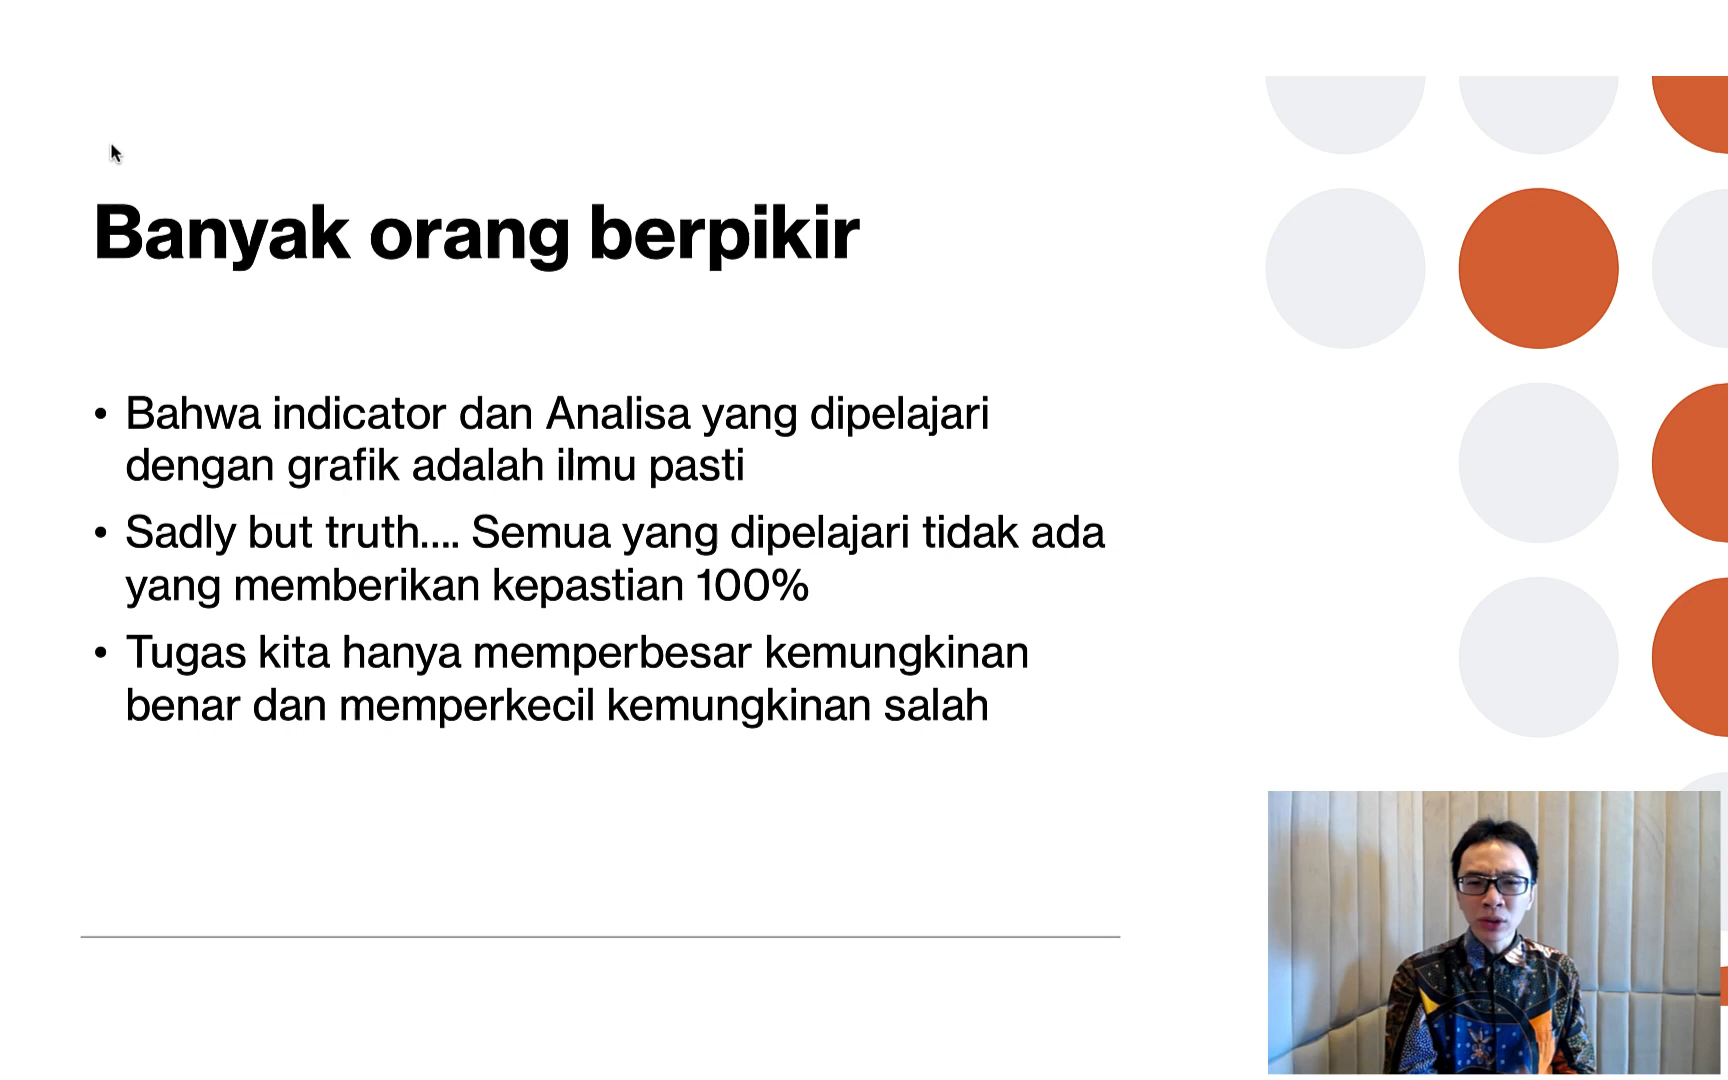 Banyak orang berpikir
• Bahwa indicator dan Analisa yang dipelajari
dengan grafik adalah ilmu pasti
• Sadly but truth.... Semua yang dipelajari tidak ada
yang memberikan kepastian 100%
• Tugas kita hanya memperbesar kemungkinan
benar dan memperkecil kemungkinan salah